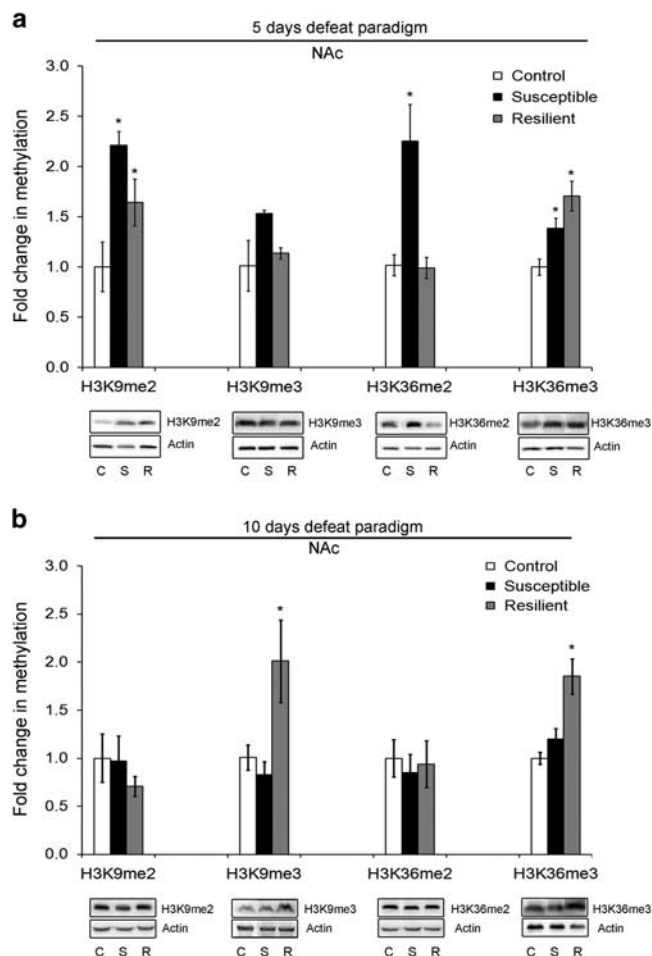 a
5 days defeat paradigm
NAc
Fold change in methylation
3.0
2.5
2.0
1.5
1.0
0.5
0.0
Control
Susceptible
Resilient
*
*
*
*
*
H3K9me2 H3K9me3 H3K36me2 H3K36me3
H3K9me2 H3K9me3 H3K36me2 H3K36me3
Actin Actin Actin Actin
C S R C S R C S R C S R
b
10 days defeat paradigm
NAc
Fold change in methylation
3.0
2.5
2.0
1.5
1.0
0.5
0.0
Control
Susceptible
Resilient
*
*
H3K9me2 H3K9me3 H3K36me2 H3K36me3
H3K9me2 H3K9me3 H3K36me2 H3K36me3
Actin Actin Actin Actin
C S R C S R C S R C S R